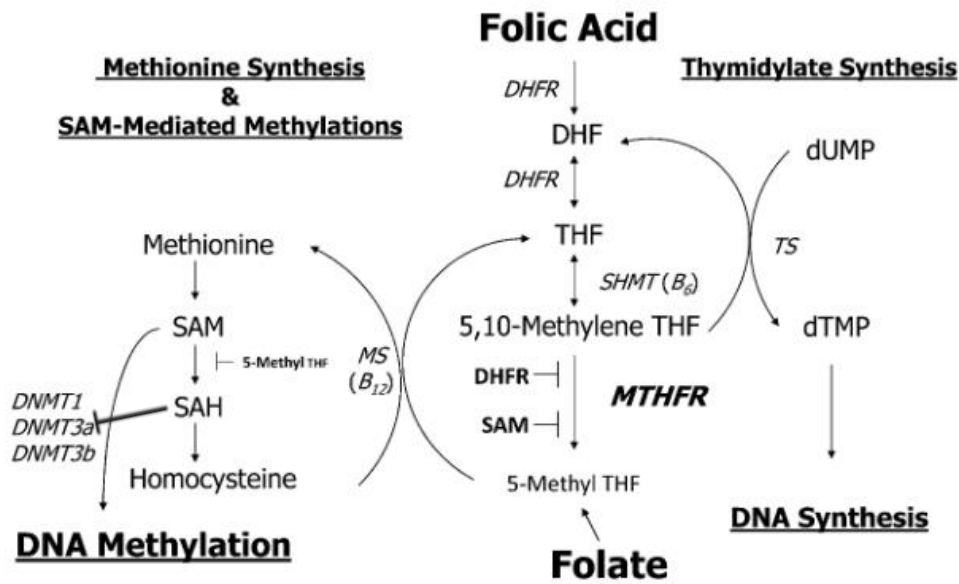 Folic Acid
Methionine Synthesis
&
SAM-Mediated Methylations
Thymidylate Synthesis
DHFR
DHF
dUMP
DHFR
THF
Methionine
TS
SHMT (B6)
SAM
5,10-Methylene THF
dTMP
5-Methyl THF
MS
(B12)
DHFR
MTHFR
DNMT1
SAH
DNMT3a
SAM
DNMT3b
Homocysteine
5-Methyl THF
DNA Synthesis
DNA Methylation
Folate